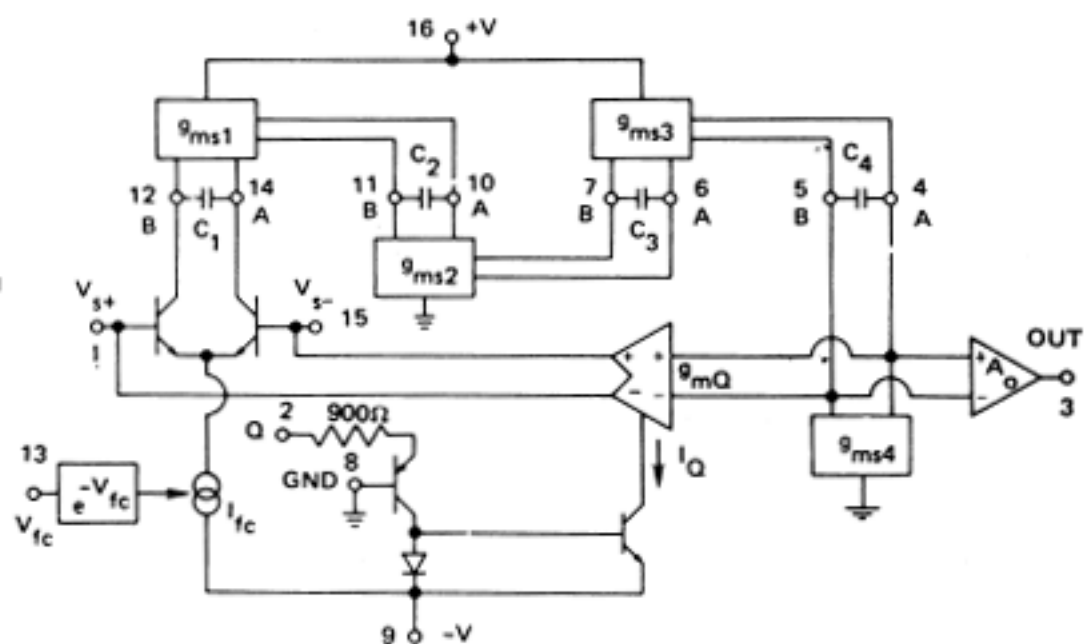 16 +V
gms1
gms3
12 14
B A
C1
C2
11 10
B A
7 6
B A
C3
C4
5 4
B A
gms2
Vs+
Vs- 15
1
+ +
- -
gmQ
+ Ao
-
OUT
3
gms4
2 900Ω
Q
8
GND
IQ
13
e-Vfc
Vfc
Ifc
9 -V